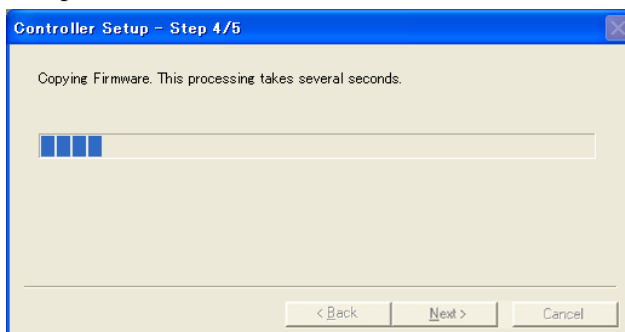 Controller Setup - Step 4/5
Copying Firmware. This processing takes several seconds.
< Back
Next >
Cancel